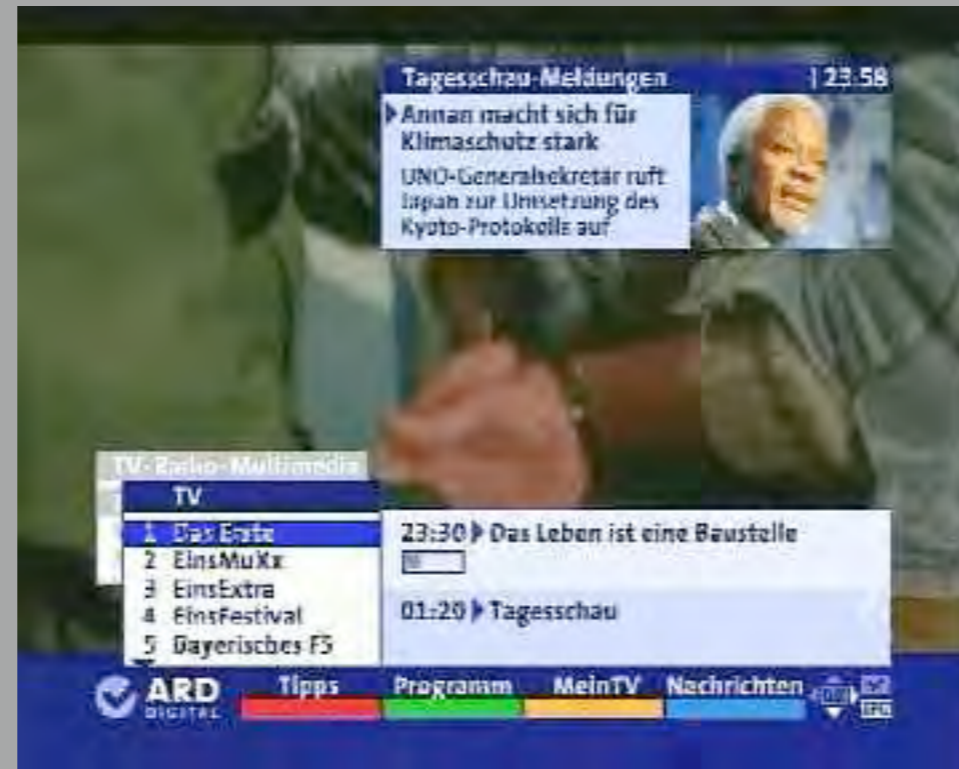 Tagesschau-Meldungen | 23:58
Annan macht sich für
Klimaschutz stark
UNO-Generalsekretär ruft
Japan zur Umsetzung des
Kyoto-Protokolls auf
TV-Radio-Multimedia
TV
1 Das Erste
2 EinsMuXx
3 EinsExtra
4 EinsFestival
5 Bayerisches FS
23:30 Das Leben ist eine Baustelle
01:20 Tagesschau
ARD
DIGITAL
Tipps
Programm
MeinTV
Nachrichten
EPG